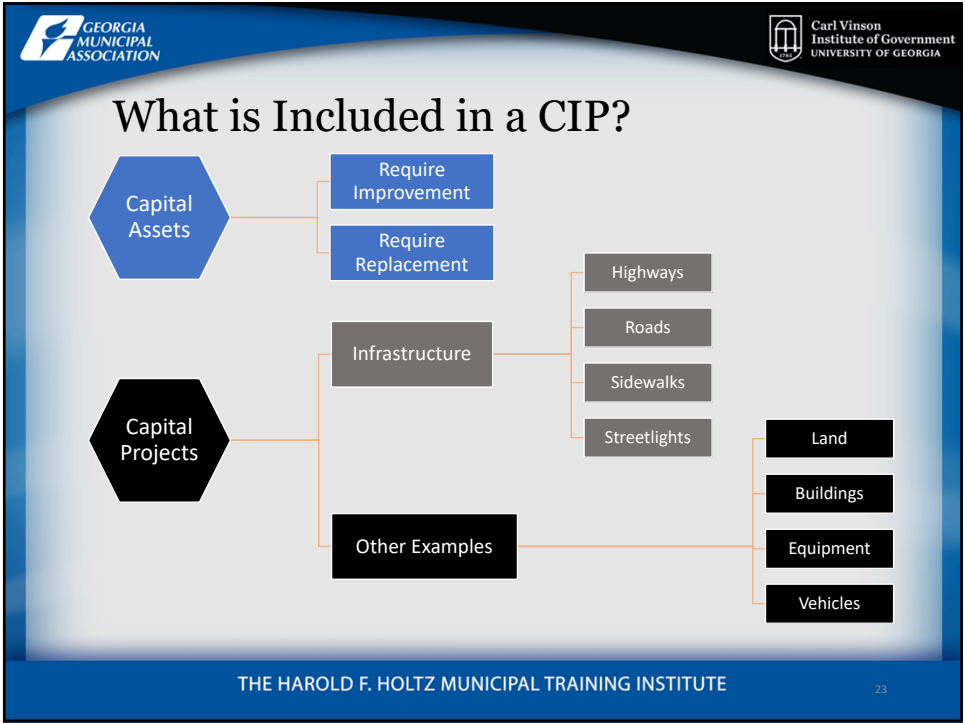 GEORGIA
MUNICIPAL
ASSOCIATION
1785
Carl Vinson
Institute of Government
UNIVERSITY OF GEORGIA
What is Included in a CIP?
Capital
Assets
Require
Improvement
Require
Replacement
Capital
Projects
Infrastructure
Highways
Roads
Sidewalks
Streetlights
Other Examples
Land
Buildings
Equipment
Vehicles
THE HAROLD F. HOLTZ MUNICIPAL TRAINING INSTITUTE
23